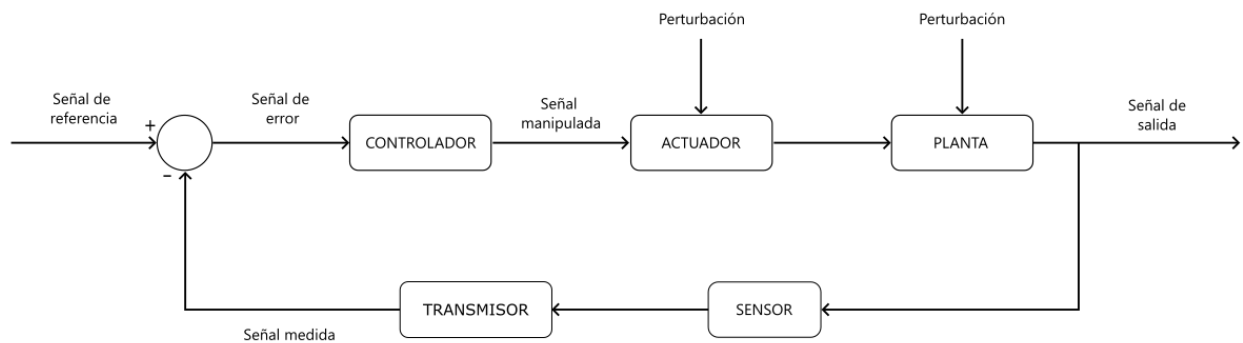 Perturbación
Perturbación
Señal de
referencia
Señal de
error
Señal
manipulada
Señal de
salida
+
CONTROLADOR
ACTUADOR
PLANTA
-
TRANSMISOR
SENSOR
Señal medida